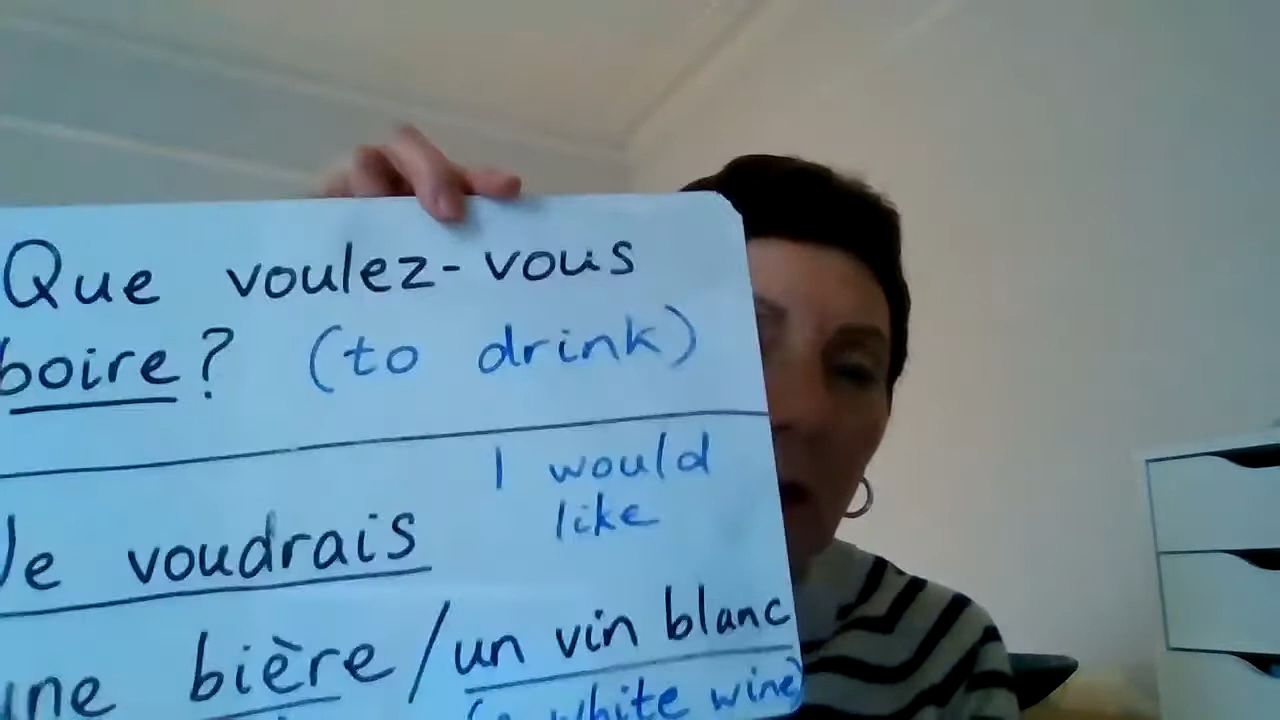 Que voulez-vous
boire? (to drink)
I would
like
Je voudrais
une bière/un vin blanc
white wine)